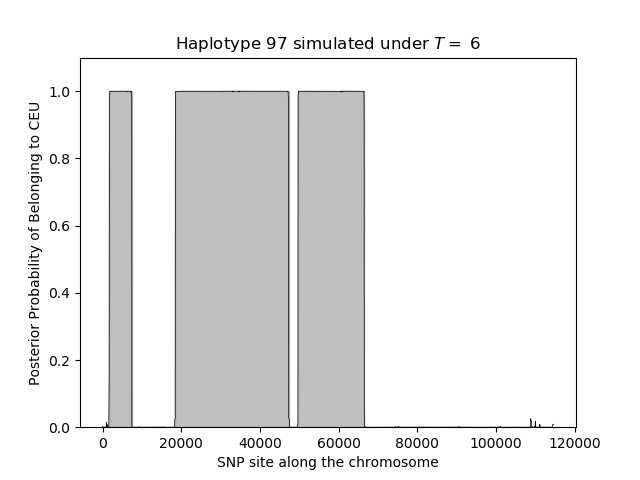 Haplotype 97 simulated under T = 6
Posterior Probability of Belonging to CEU
1.0
0.8
0.6
0.4
0.2
0.0
0 20000 40000 60000 80000 100000 120000
SNP site along the chromosome